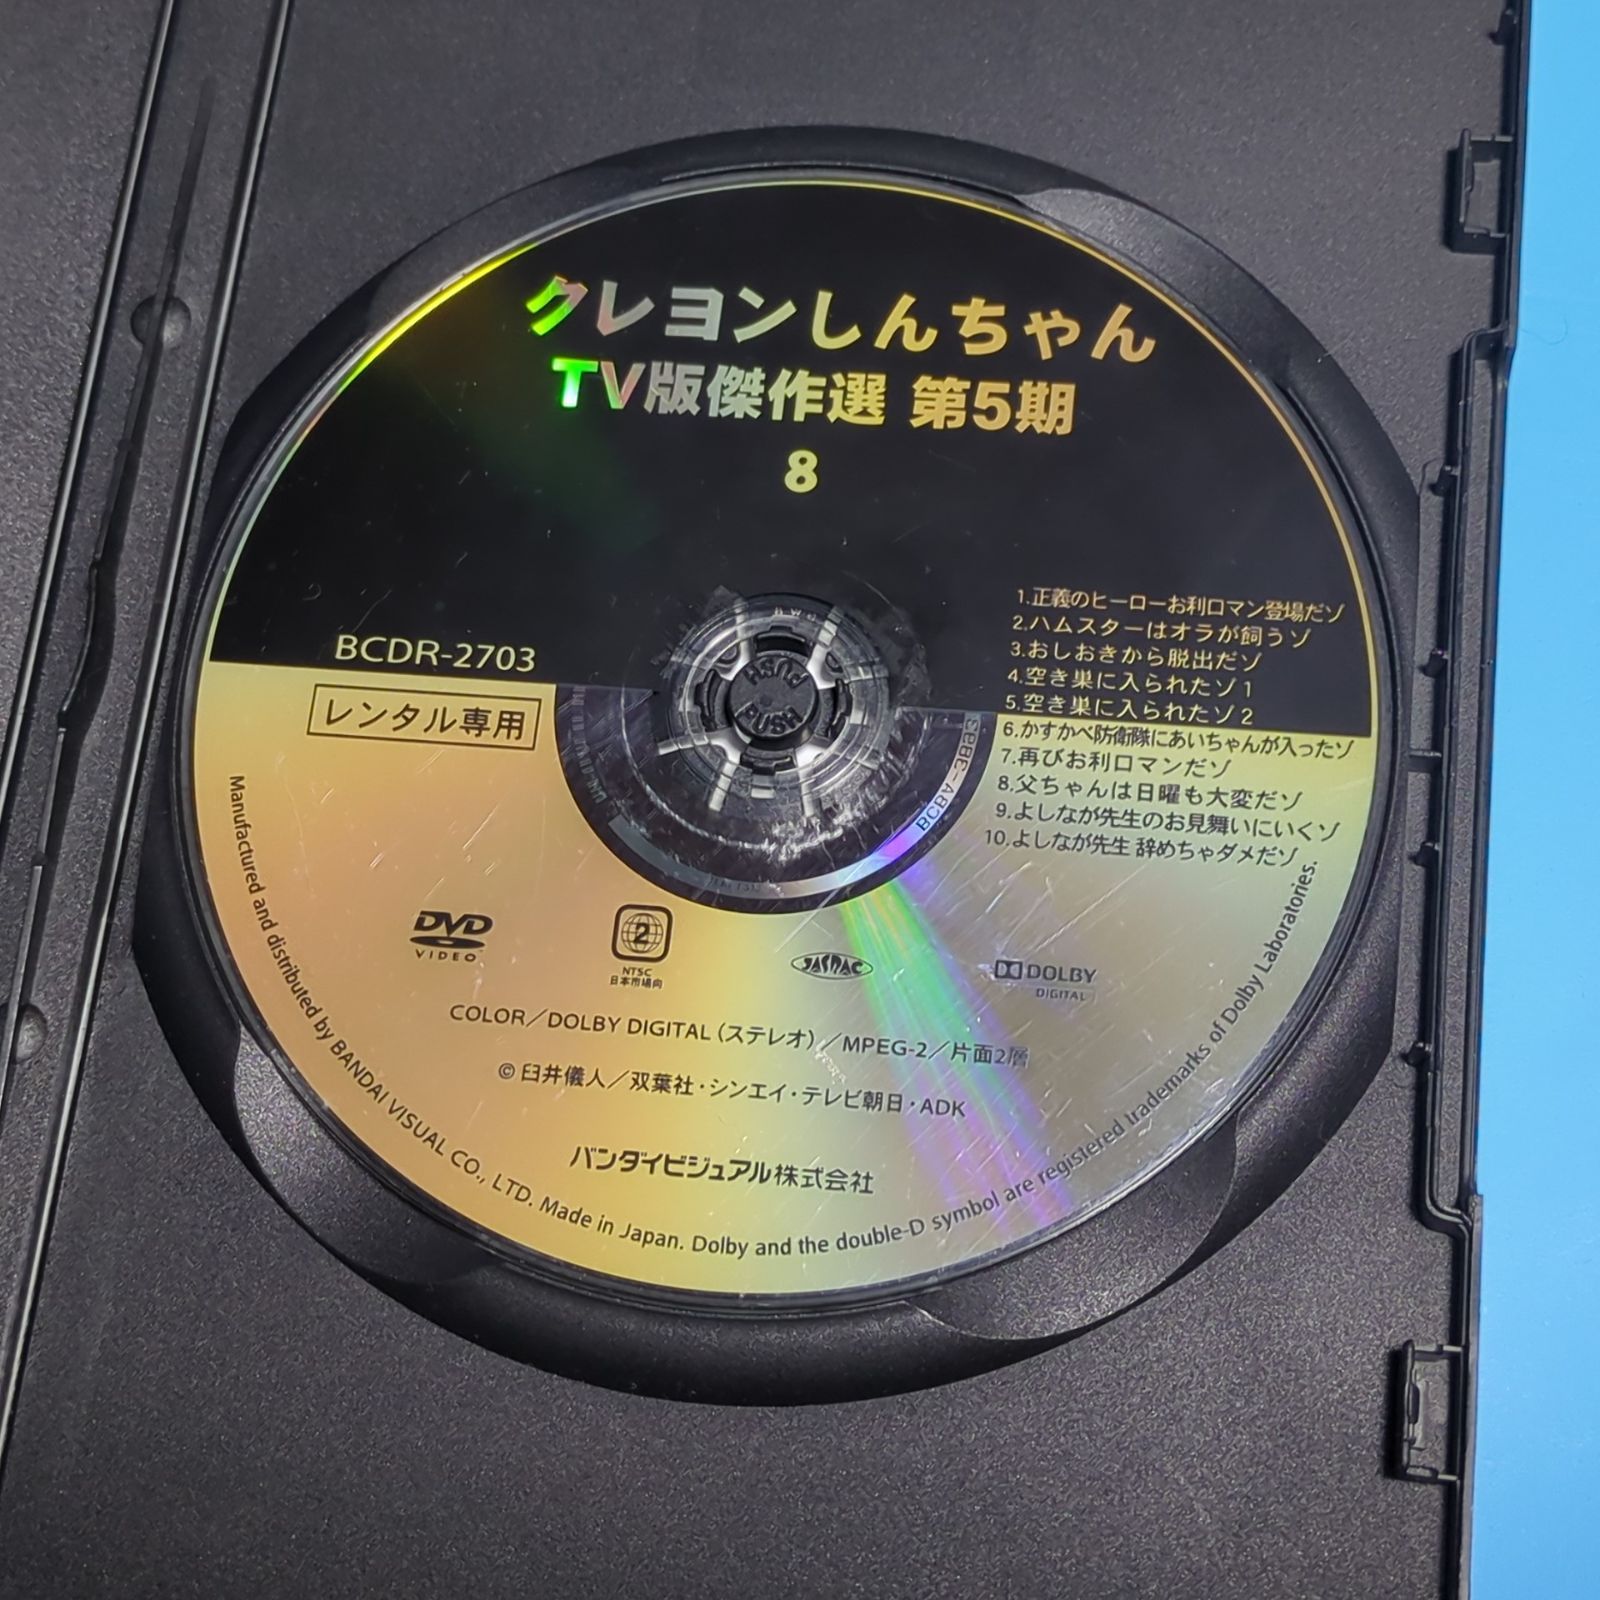 クレヨンしんちゃん
TV版傑作選 第5期
8
BCDR-2703
レンタル専用
1.正義のヒーローお利口マン登場だゾ
2.ハムスターはオラが飼うゾ
3.おしおきから脱出だゾ
4.空き巣に入られたゾ1
5.空き巣に入られたゾ2
6.かすかべ防衛隊にあいちゃんが入ったゾ
7.再びお利口マンだゾ
8.父ちゃんは日曜も大変だゾ
9.よしなが先生のお見舞いにいくゾ
10.よしなが先生 辞めちゃダメだゾ
PUSH
PUSH
BCBA-3893
DVD
VIDEO
2
NTSC
日本市場向
JASRAC
DOLBY
DIGITAL
COLOR／DOLBY DIGITAL（ステレオ）／MPEG-2／片面2層
©臼井儀人／双葉社・シンエイ・テレビ朝日・ADK
バンダイビジュアル株式会社
Manufactured and distributed by BANDAI VISUAL CO., LTD. Made in Japan. Dolby and the double-D symbol are registered trademarks of Dolby Laboratories.